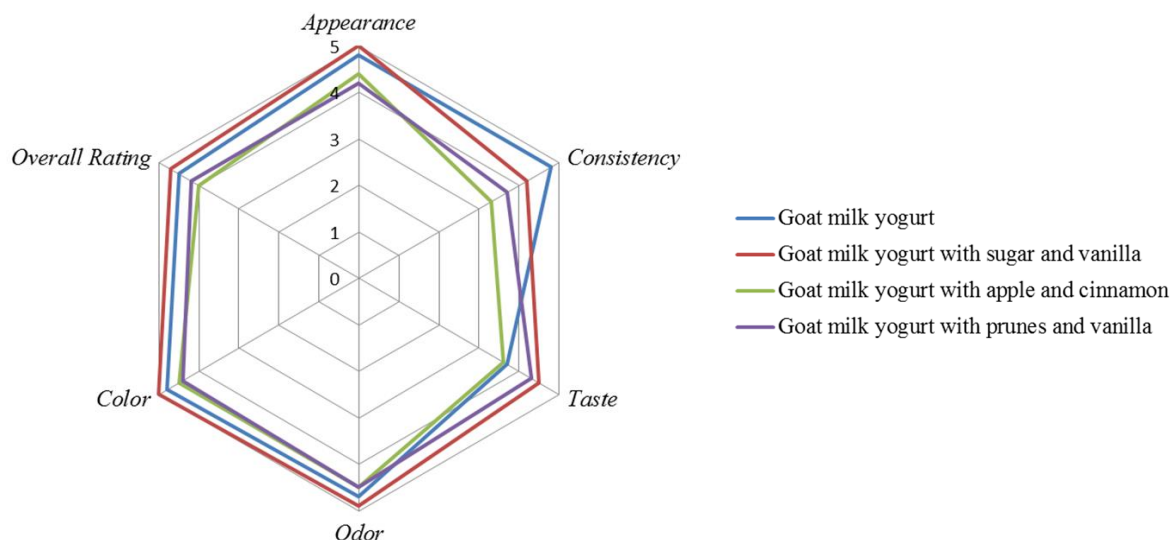 Appearance
5
4
3
2
1
0
Overall Rating
Consistency
Color
Taste
Odor
Goat milk yogurt
Goat milk yogurt with sugar and vanilla
Goat milk yogurt with apple and cinnamon
Goat milk yogurt with prunes and vanilla